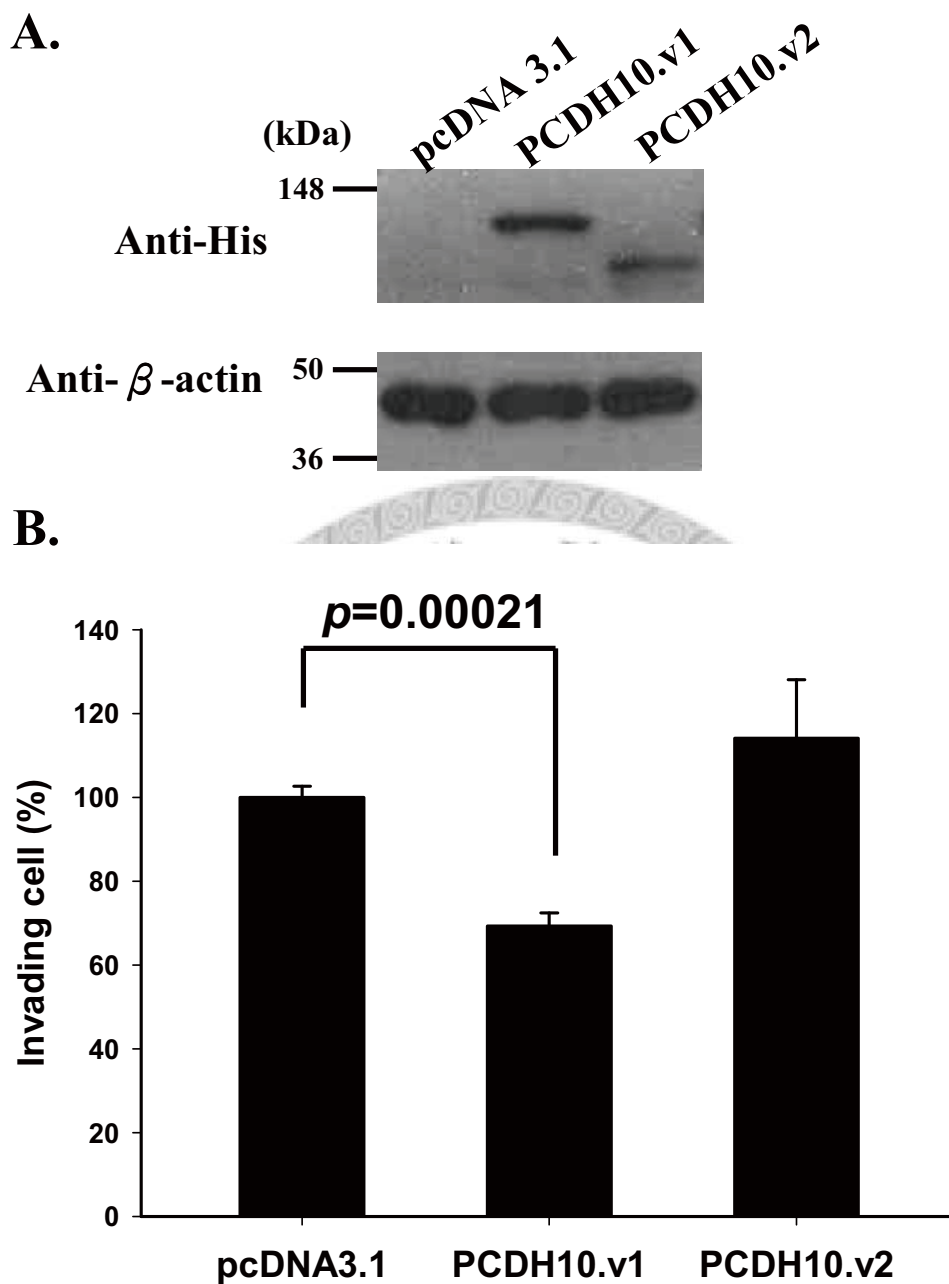 A.
(kDa)
pcDNA 3.1
PCDH10.v1
PCDH10.v2
148
Anti-His
50
Anti-β-actin
36
B.
p=0.00021
140
120
100
80
60
40
20
0
Invading cell (%)
pcDNA3.1 PCDH10.v1 PCDH10.v2